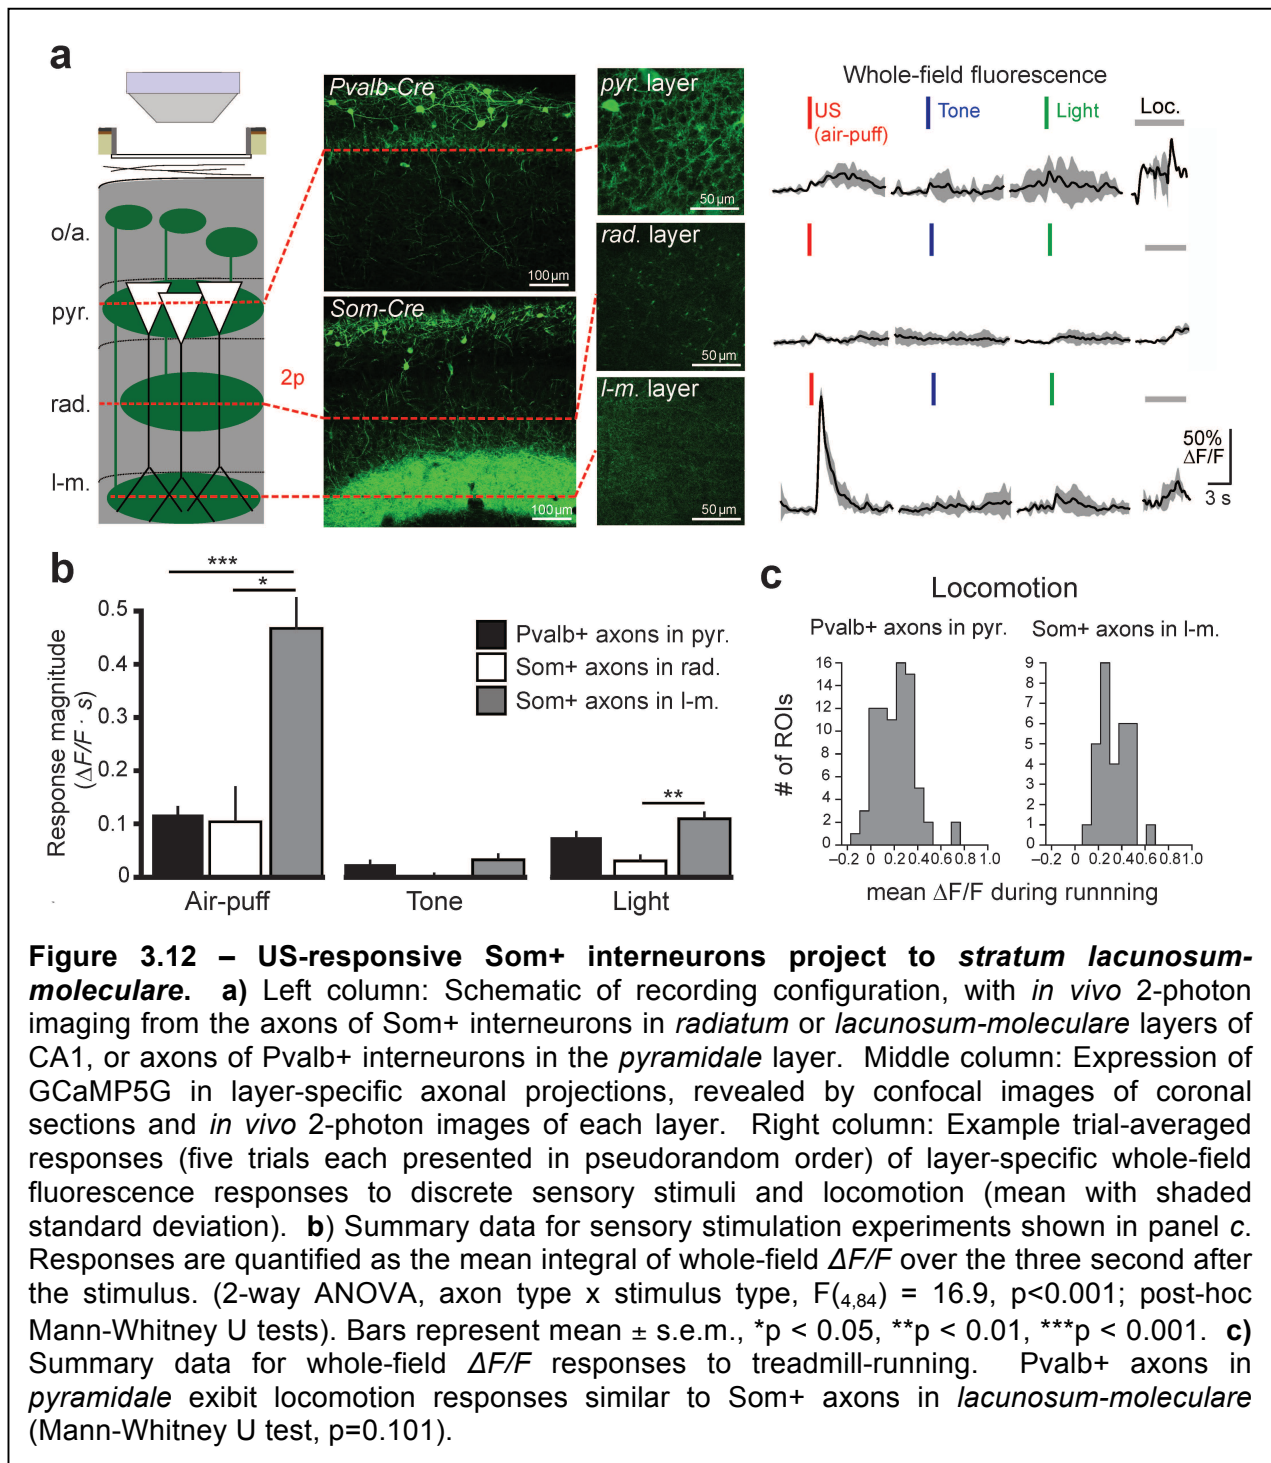 a
Pvalb-Cre
pyr. layer
Whole-field fluorescence
US
(air-puff)
Tone
Light
Loc.
50 µm
o/a.
rad. layer
100 µm
pyr.
Som-Cre
50 µm
2p
l-m. layer
rad.
50%
ΔF/F
l-m.
3 s
100 µm
50 µm
b
***
*
0.5
0.4
0.3
0.2
0.1
0
Response magnitude
(ΔF/F · s)
Pvalb+ axons in pyr.
Som+ axons in rad.
Som+ axons in l-m.
**
Air-puff
Tone
Light
c
Locomotion
Pvalb+ axons in pyr.
Som+ axons in l-m.
# of ROIs
16
14
12
10
8
6
4
2
0
−0.2 0 0.2 0.4 0.6 0.8 1.0
9
8
7
6
5
4
3
2
1
0
−0.2 0 0.2 0.4 0.6 0.8 1.0
mean ΔF/F during runnning
Figure 3.12 – US-responsive Som+ interneurons project to stratum lacunosum-
moleculare. a) Left column: Schematic of recording configuration, with in vivo 2-photon
imaging from the axons of Som+ interneurons in radiatum or lacunosum-moleculare layers of
CA1, or axons of Pvalb+ interneurons in the pyramidale layer. Middle column: Expression of
GCaMP5G in layer-specific axonal projections, revealed by confocal images of coronal
sections and in vivo 2-photon images of each layer. Right column: Example trial-averaged
responses (five trials each presented in pseudorandom order) of layer-specific whole-field
fluorescence responses to discrete sensory stimuli and locomotion (mean with shaded
standard deviation). b) Summary data for sensory stimulation experiments shown in panel c.
Responses are quantified as the mean integral of whole-field ΔF/F over the three second after
the stimulus. (2-way ANOVA, axon type x stimulus type, F(4,84) = 16.9, p<0.001; post-hoc
Mann-Whitney U tests). Bars represent mean ± s.e.m., *p < 0.05, **p < 0.01, ***p < 0.001. c)
Summary data for whole-field ΔF/F responses to treadmill-running. Pvalb+ axons in
pyramidale exibit locomotion responses similar to Som+ axons in lacunosum-moleculare
(Mann-Whitney U test, p=0.101).